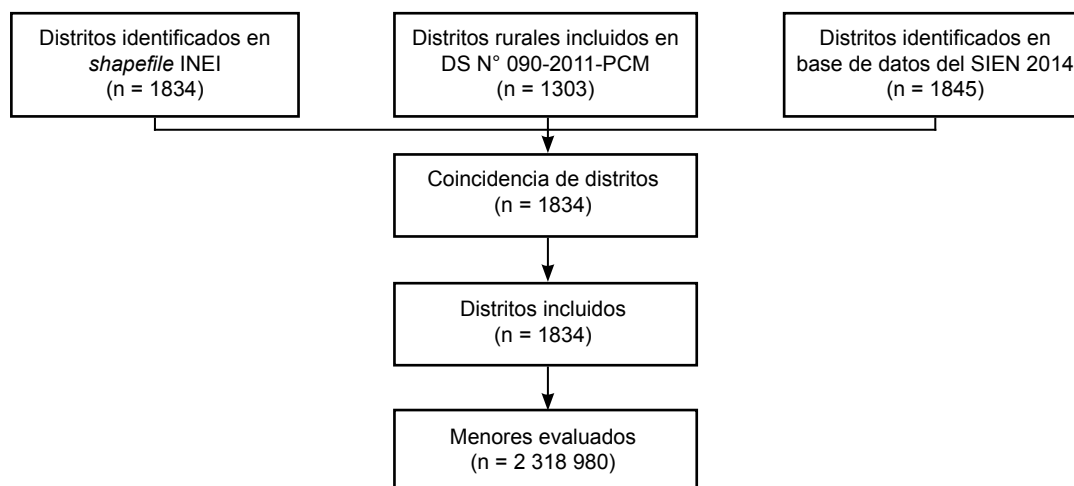 Distritos identificados en
shapefile INEI
(n = 1834)
Distritos rurales incluidos en
DS N° 090-2011-PCM
(n = 1303)
Distritos identificados en
base de datos del SIEN 2014
(n = 1845)
Coincidencia de distritos
(n = 1834)
Distritos incluidos
(n = 1834)
Menores evaluados
(n = 2 318 980)